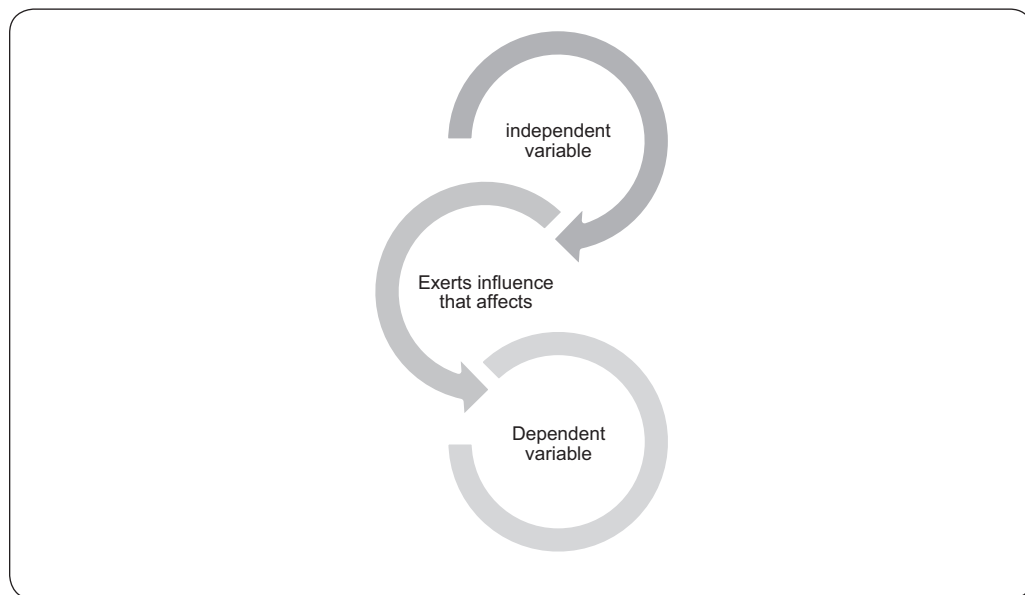 independent
variable
Exerts influence
that affects
Dependent
variable